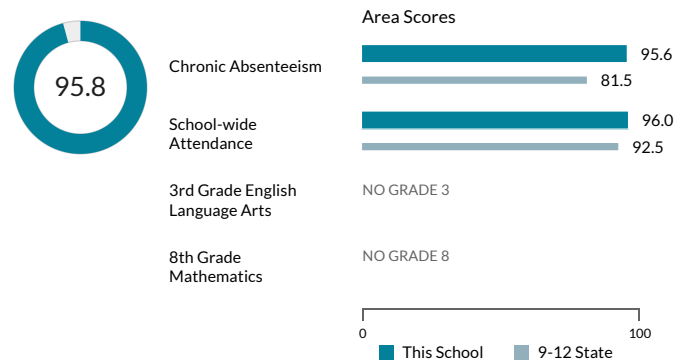 Area Scores
95.8
Chronic Absenteeism
95.6
81.5
School-wide
Attendance
96.0
92.5
3rd Grade English
Language Arts
NO GRADE 3
8th Grade
Mathematics
NO GRADE 8
0
100
This School
9-12 State